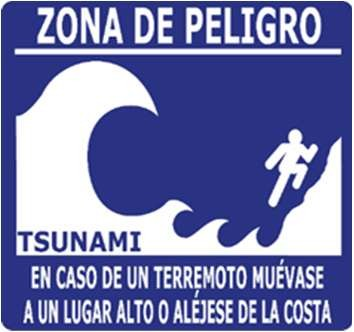 ZONA DE PELIGRO
TSUNAMI
EN CASO DE UN TERREMOTO MUÉVASE
A UN LUGAR ALTO O ALÉJESE DE LA COSTA